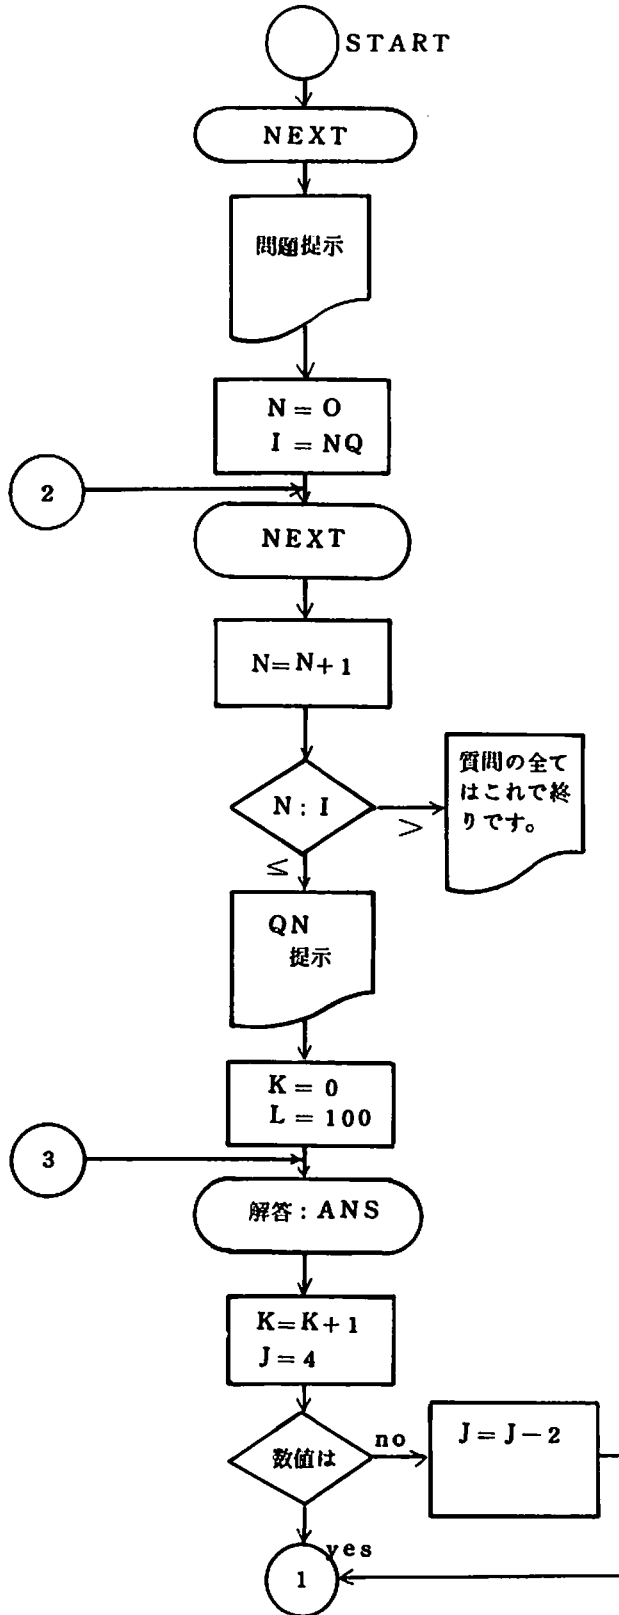 START
NEXT
問題提示
N = O
I = NQ
2
NEXT
N=N+1
N : I
>
質問の全て
はこれで終
りです。
≤
QN
提示
K = 0
L = 100
3
解答：ANS
K=K+1
J=4
数値は
no
J=J-2
yes
1